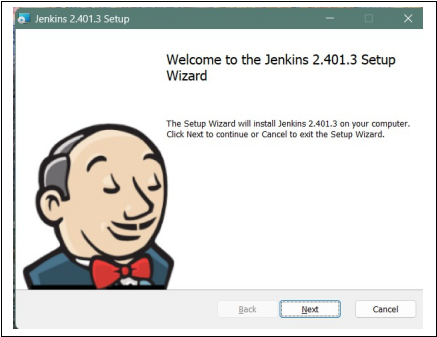 Jenkins 2.401.3 Setup
Welcome to the Jenkins 2.401.3 Setup
Wizard
The Setup Wizard will install Jenkins 2.401.3 on your computer.
Click Next to continue or Cancel to exit the Setup Wizard.
Back Next Cancel